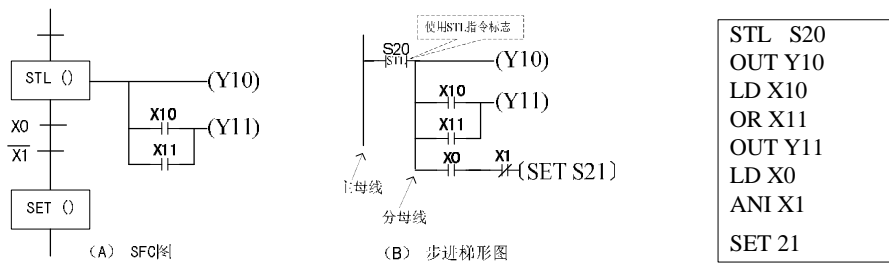 STL ()
(Y10)
X10
(Y11)
X11
X0
X1
SET ()
(A) SFC图
使用STL指令标志
S20
STL
(Y10)
X10
(Y11)
X11
X0
X1
[SET S21]
主母线
分母线
(B) 步进梯形图
STL S20
OUT Y10
LD X10
OR X11
OUT Y11
LD X0
ANI X1
SET 21